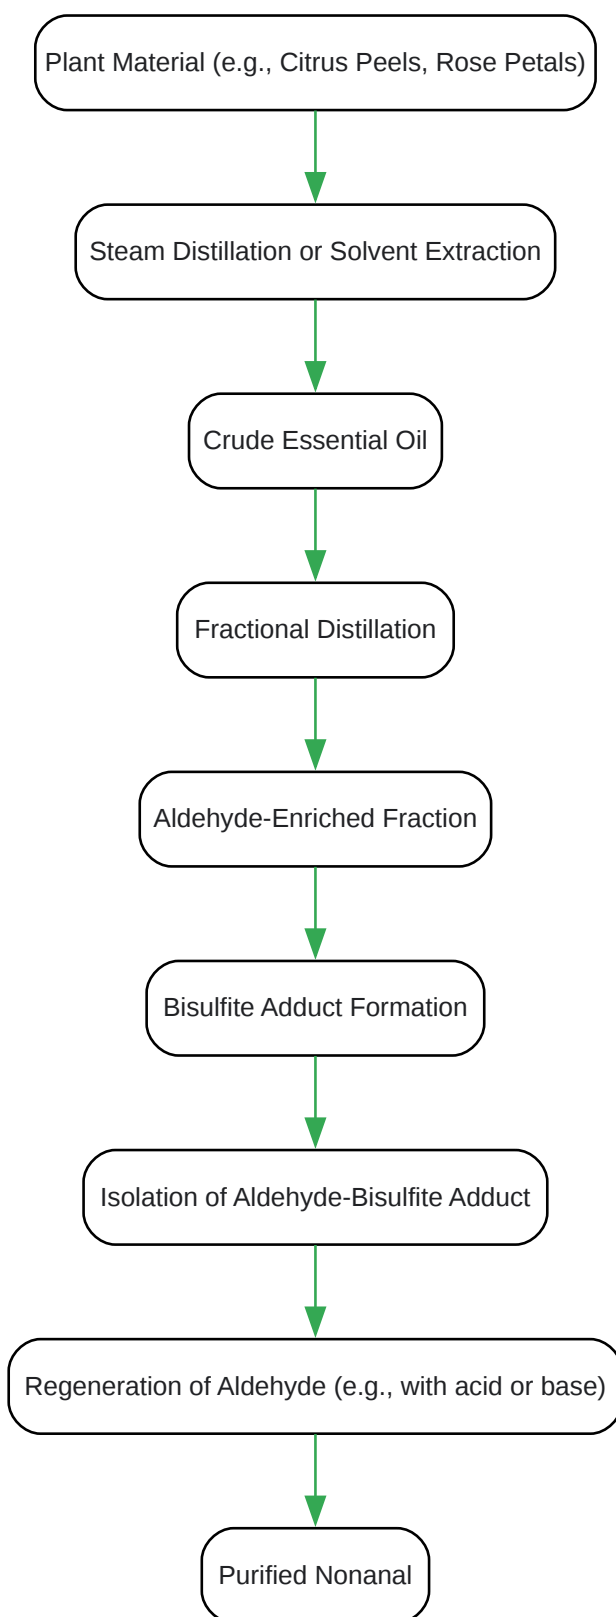 Plant Material (e.g., Citrus Peels, Rose Petals)
Steam Distillation or Solvent Extraction
Crude Essential Oil
Fractional Distillation
Aldehyde-Enriched Fraction
Bisulfite Adduct Formation
Isolation of Aldehyde-Bisulfite Adduct
Regeneration of Aldehyde (e.g., with acid or base)
Purified Nonanal